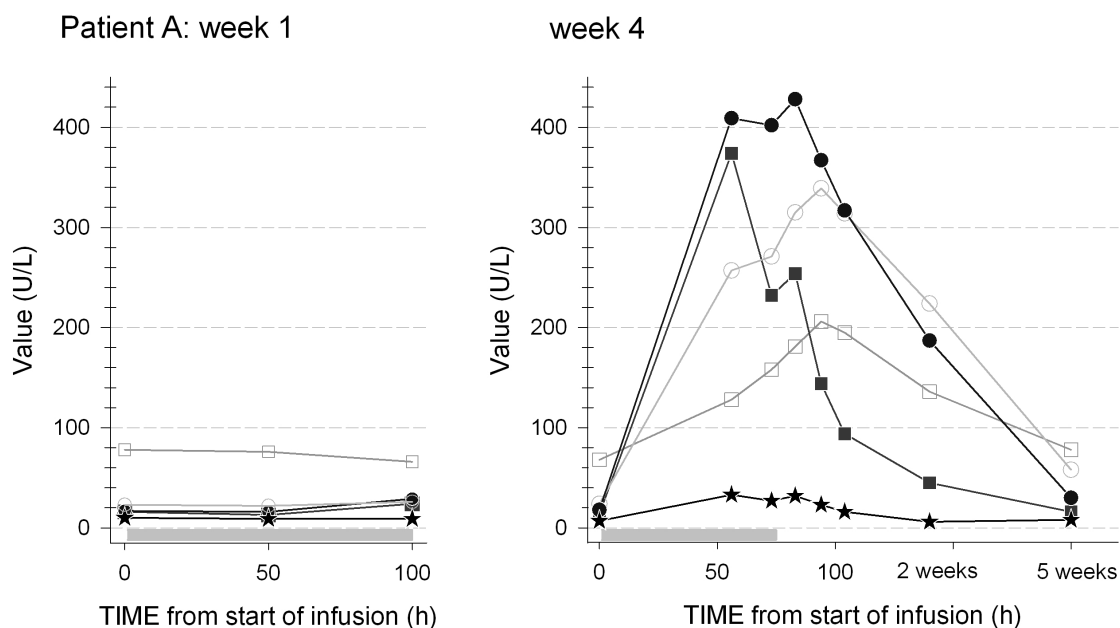 Patient A: week 1
Value (U/L)
400
300
200
100
0
0 50 100
TIME from start of infusion (h)
week 4
Value (U/L)
400
300
200
100
0
0 50 100 2 weeks 5 weeks
TIME from start of infusion (h)